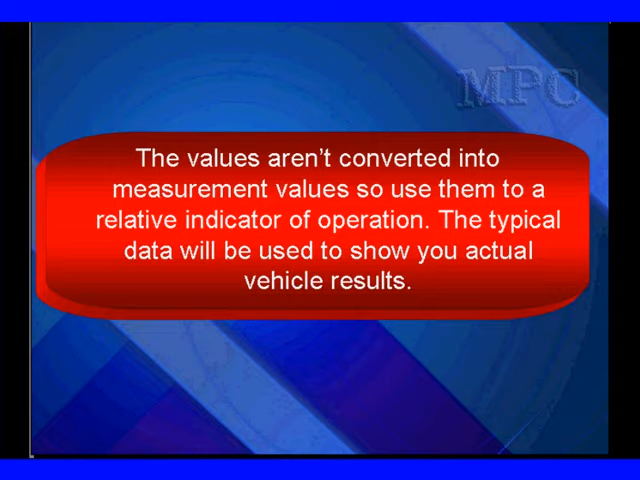 MPC
The values aren't converted into
measurement values so use them to a
relative indicator of operation. The typical
data will be used to show you actual
vehicle results.